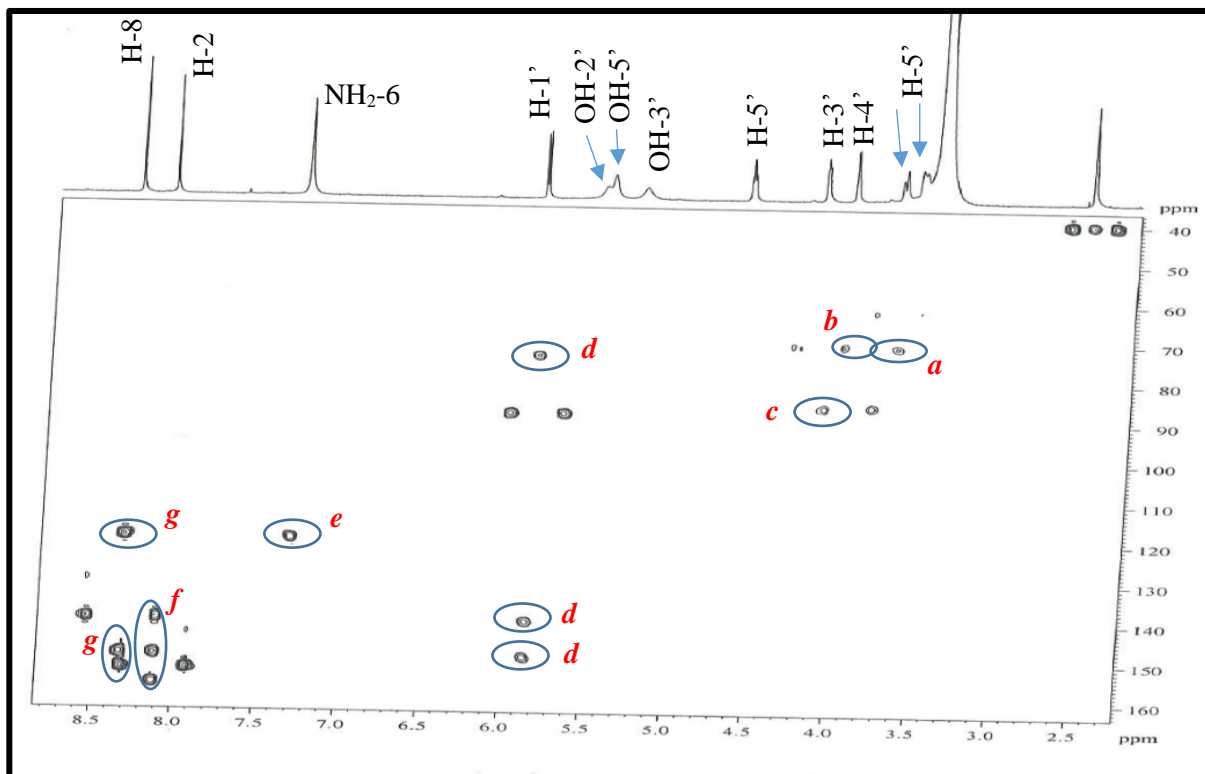 H-8
H-2
NH₂-6
H-1’
OH-2’
OH-5’
OH-3’
H-5’
H-3’
H-4’
H-5’
ppm
40
50
60
70
80
90
100
110
120
130
140
150
160
b
a
d
c
g
e
f
d
g
d
8.5 8.0 7.5 7.0 6.5 6.0 5.5 5.0 4.5 4.0 3.5 3.0 2.5 ppm